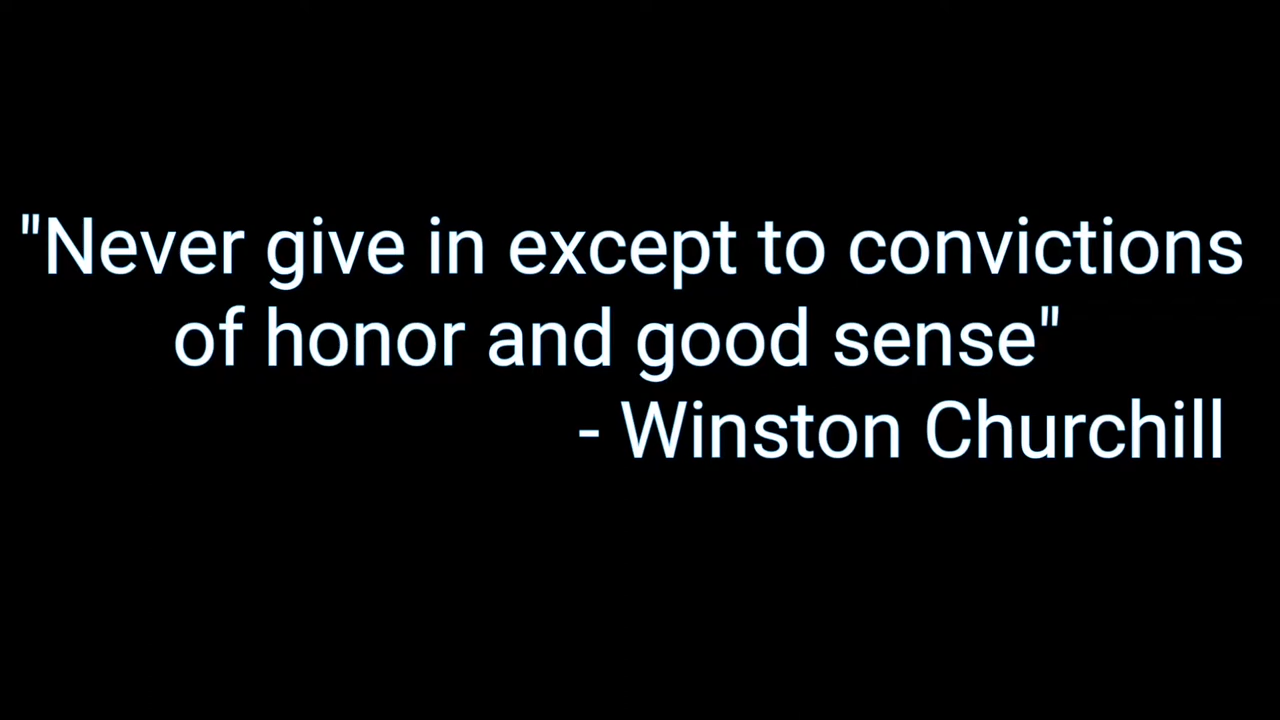 "Never give in except to convictions
of honor and good sense"
- Winston Churchill